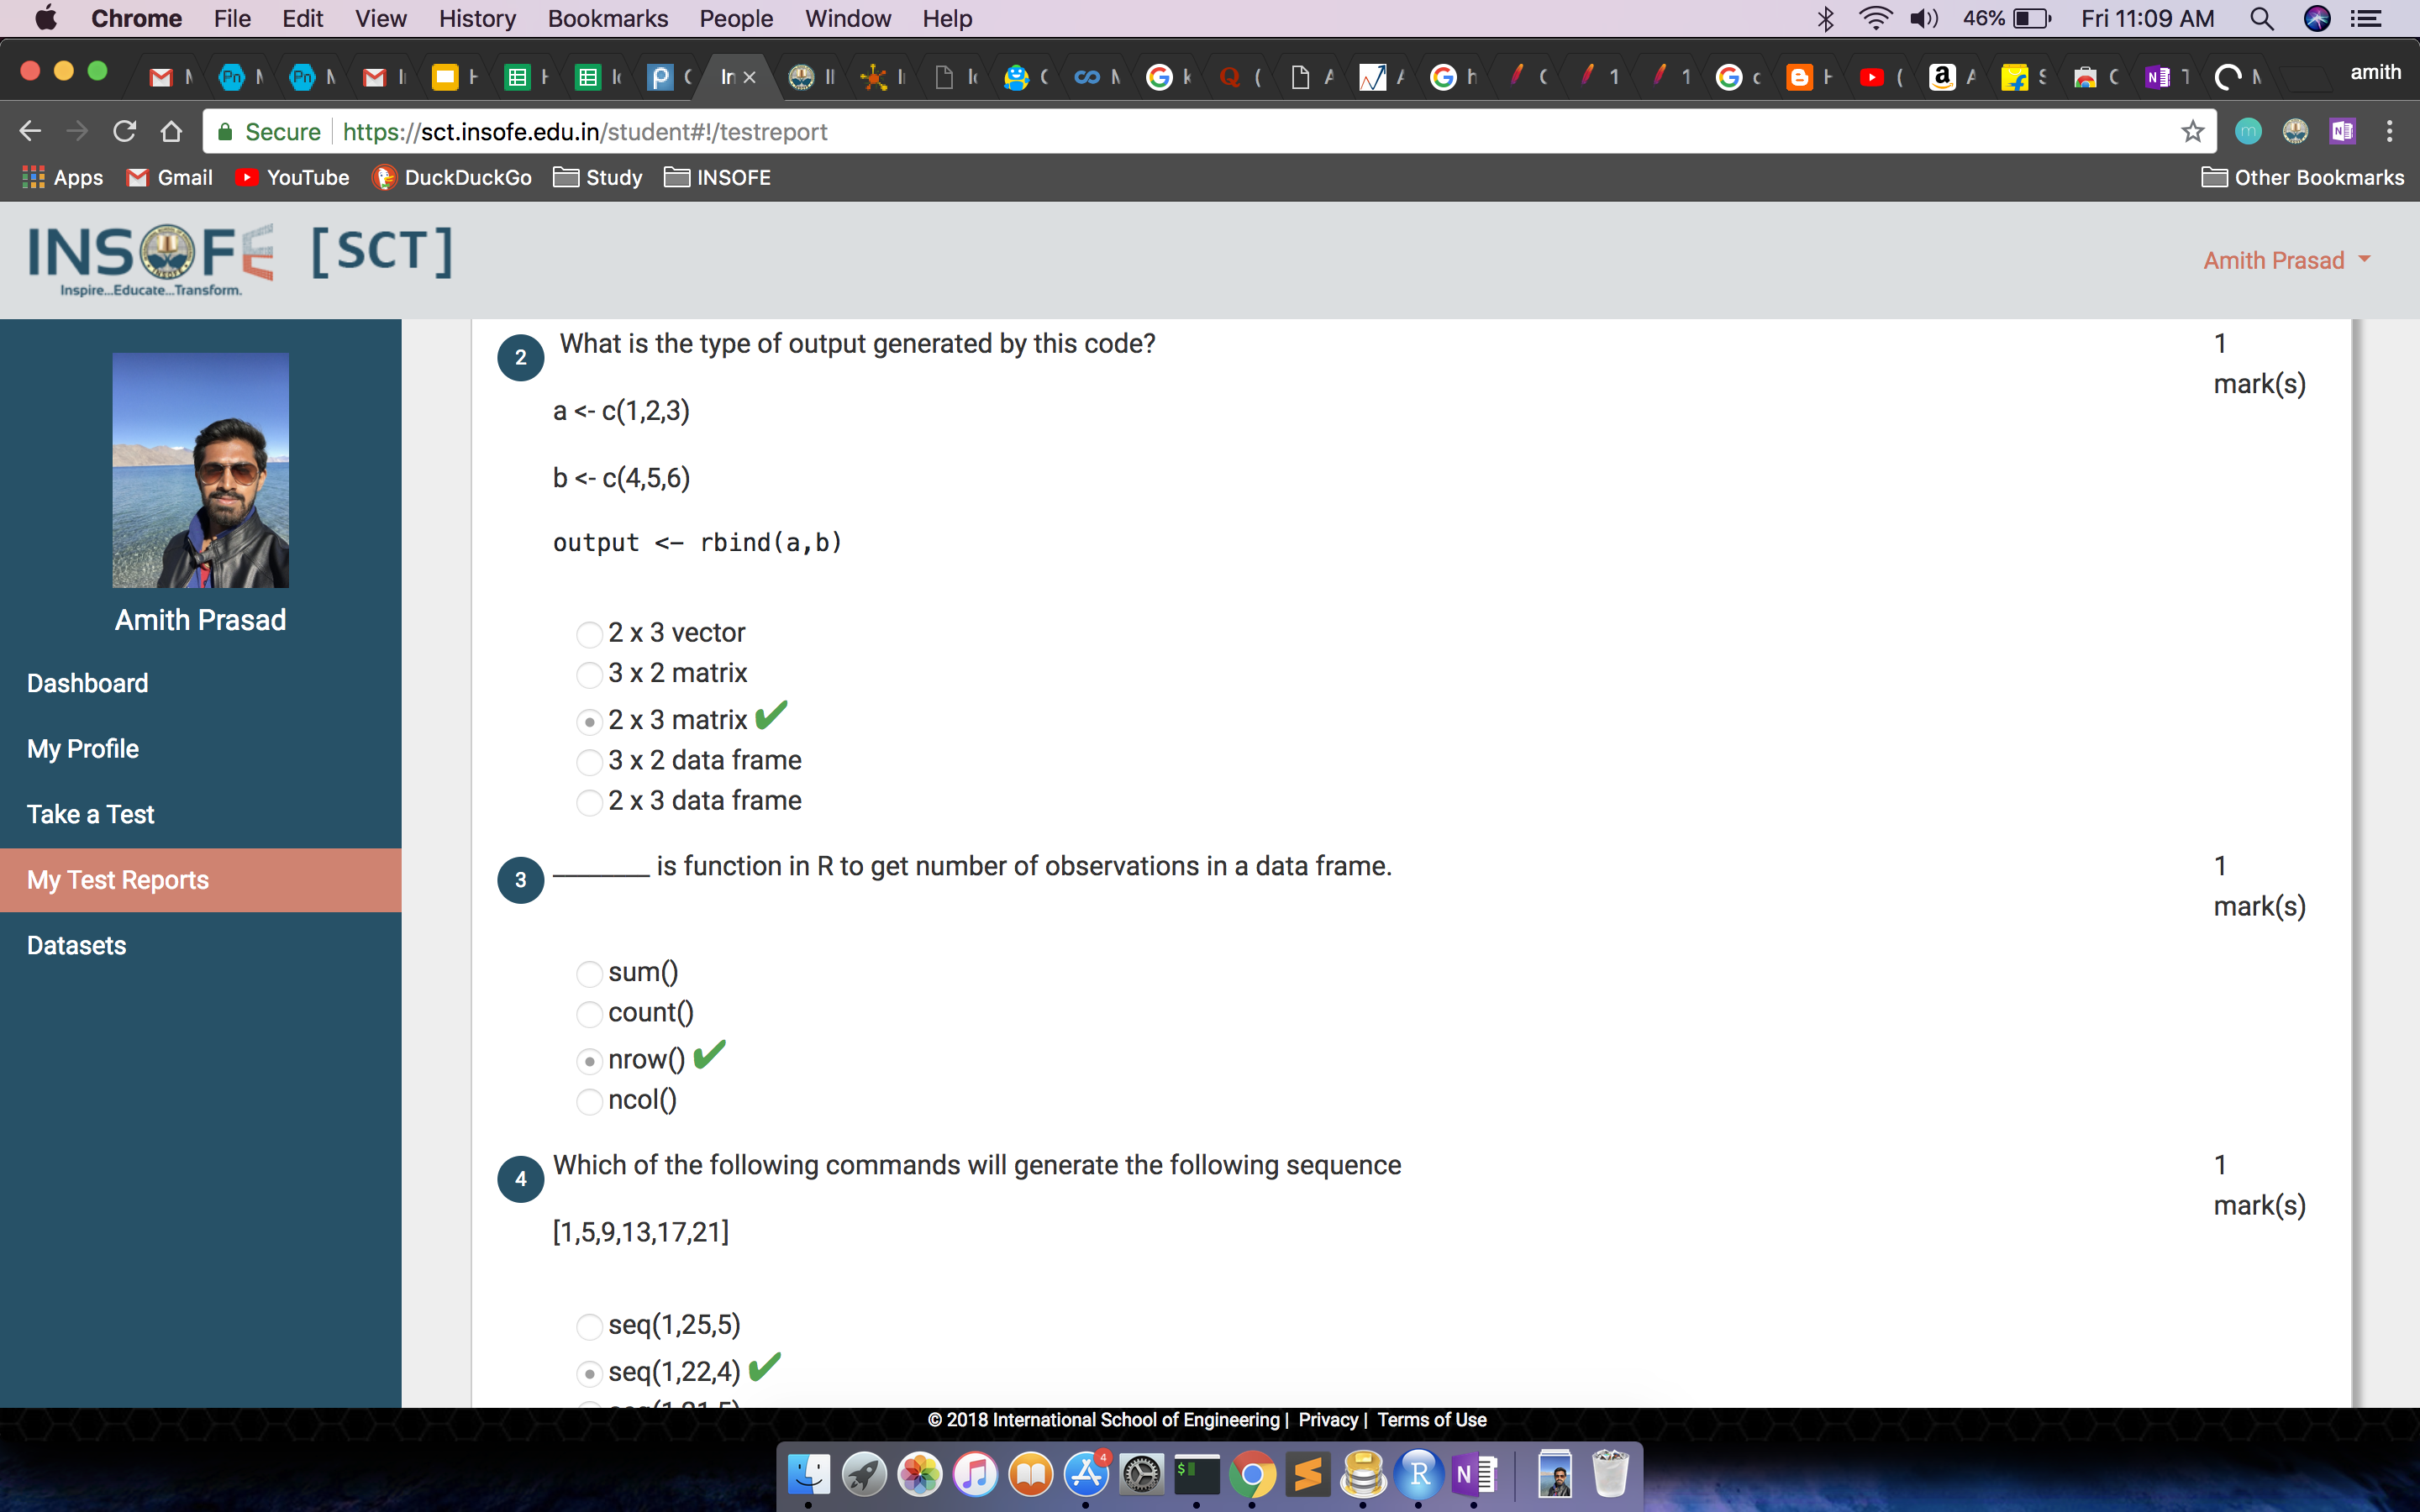 Chrome File Edit View History Bookmarks People Window Help 46% Fri 11:09 AM
amith
Secure https://sct.insofe.edu.in/student#!/testreport
Apps Gmail YouTube DuckDuckGo Study INSOFE Other Bookmarks
INSOFE [SCT]
Inspire...Educate...Transform.
Amith Prasad
Amith Prasad
Dashboard
My Profile
Take a Test
My Test Reports
Datasets
2 What is the type of output generated by this code? 1 mark(s)
a <- c(1,2,3)
b <- c(4,5,6)
output <- rbind(a,b)
2 x 3 vector
3 x 2 matrix
2 x 3 matrix
3 x 2 data frame
2 x 3 data frame
3 _______ is function in R to get number of observations in a data frame. 1 mark(s)
sum()
count()
nrow()
ncol()
4 Which of the following commands will generate the following sequence 1 mark(s)
[1,5,9,13,17,21]
seq(1,25,5)
seq(1,22,4)
© 2018 International School of Engineering | Privacy | Terms of Use